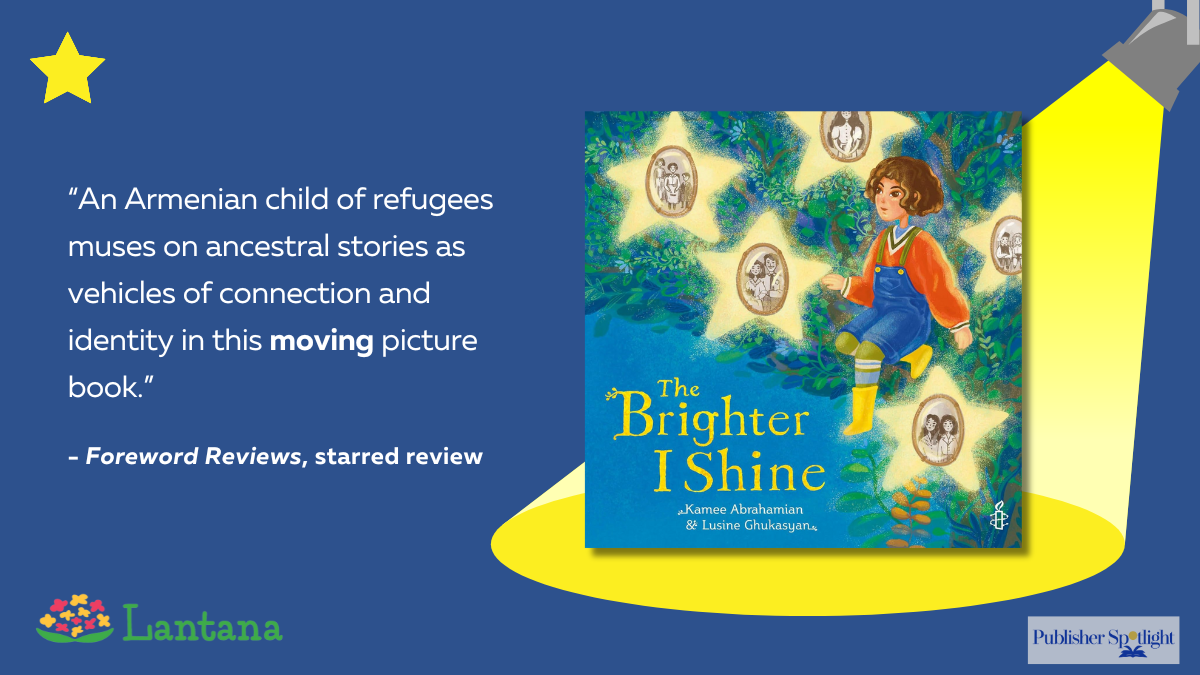 “An Armenian child of refugees
muses on ancestral stories as
vehicles of connection and
identity in this moving picture
book.”
– Foreword Reviews, starred review
The
Brighter
I Shine
Kamee Abrahamian
& Lusine Ghukasyan
Lantana
Publisher Spotlight